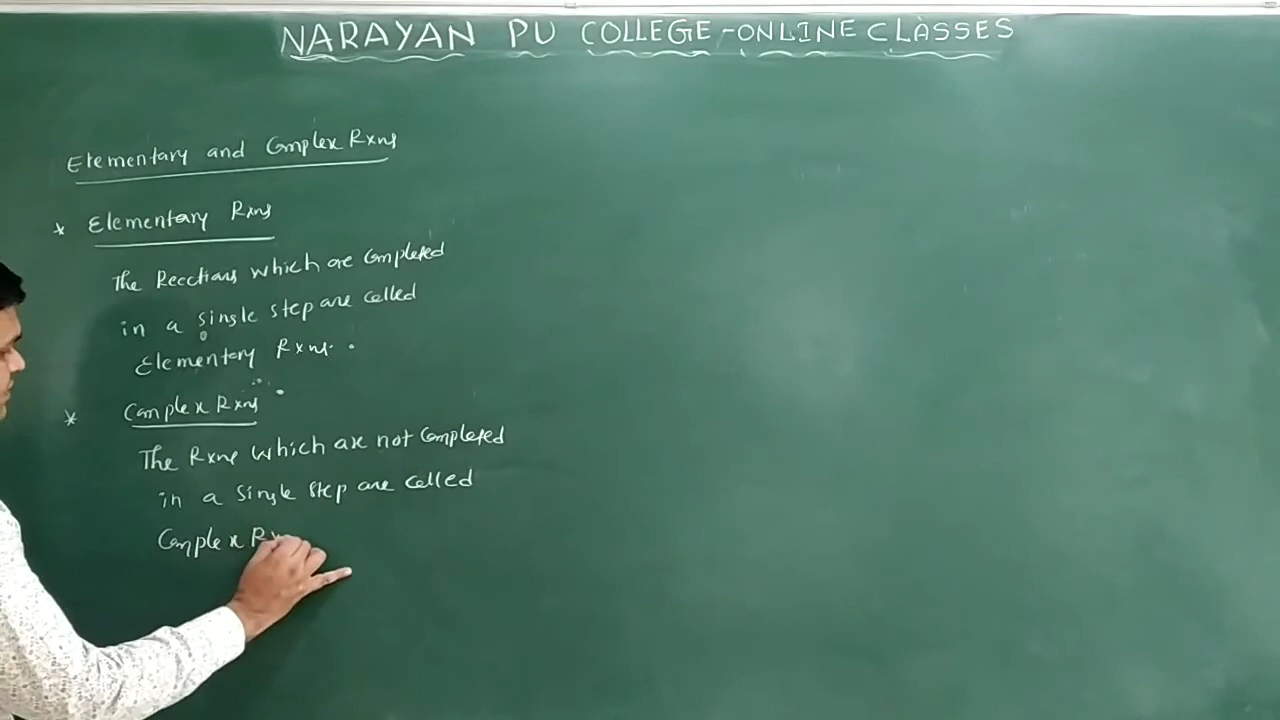 NARAYAN PU COLLEGE-ONLINE CLASSES
Elementary and Complex Rxns
* Elementary Rxns
The Reactions which are Completed
in a single step are called
Elementary Rxns.
* Complex Rxns
The Rxns which are not Completed
in a single step are called
Complex Rxn